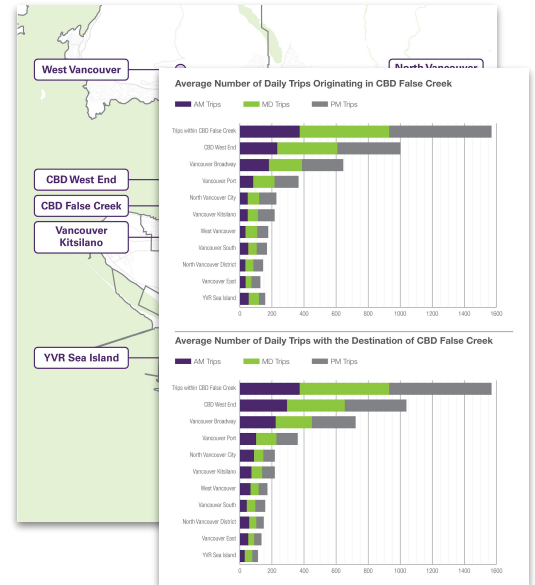 West Vancouver
North Vancouver
CBD West End
CBD False Creek
Vancouver
Kitsilano
YVR Sea Island
Average Number of Daily Trips Originating in CBD False Creek
AM Trips MD Trips PM Trips
Trips within CBD False Creek
CBD West End
Vancouver Broadway
Vancouver Port
North Vancouver City
Vancouver Kitsilano
West Vancouver
Vancouver South
North Vancouver District
Vancouver East
YVR Sea Island
0 200 400 600 800 1000 1200 1400 1600
Average Number of Daily Trips with the Destination of CBD False Creek
AM Trips MD Trips PM Trips
Trips within CBD False Creek
CBD West End
Vancouver Broadway
Vancouver Port
North Vancouver City
Vancouver Kitsilano
West Vancouver
Vancouver South
North Vancouver District
Vancouver East
YVR Sea Island
0 200 400 600 800 1000 1200 1400 1600